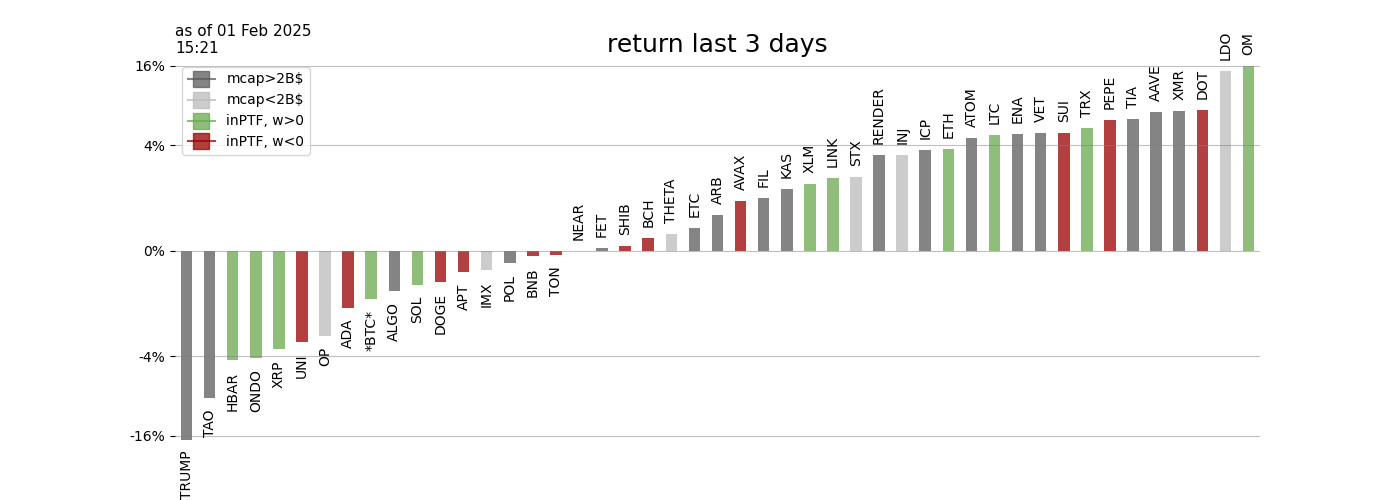 as of 01 Feb 2025
15:21
return last 3 days
16%
4%
0%
-4%
-16%
mcap>2B$
mcap<2B$
inPTF, w>0
inPTF, w<0
TRUMP
TAO
HBAR
ONDO
XRP
UNI
OP
ADA
*BTC*
ALGO
SOL
DOGE
APT
IMX
POL
BNB
TON
NEAR
FET
SHIB
BCH
THETA
ETC
ARB
AVAX
FIL
KAS
XLM
LINK
STX
RENDER
INJ
ICP
ETH
ATOM
LTC
ENA
VET
SUI
TRX
PEPE
TIA
AAVE
XMR
DOT
LDO
OM